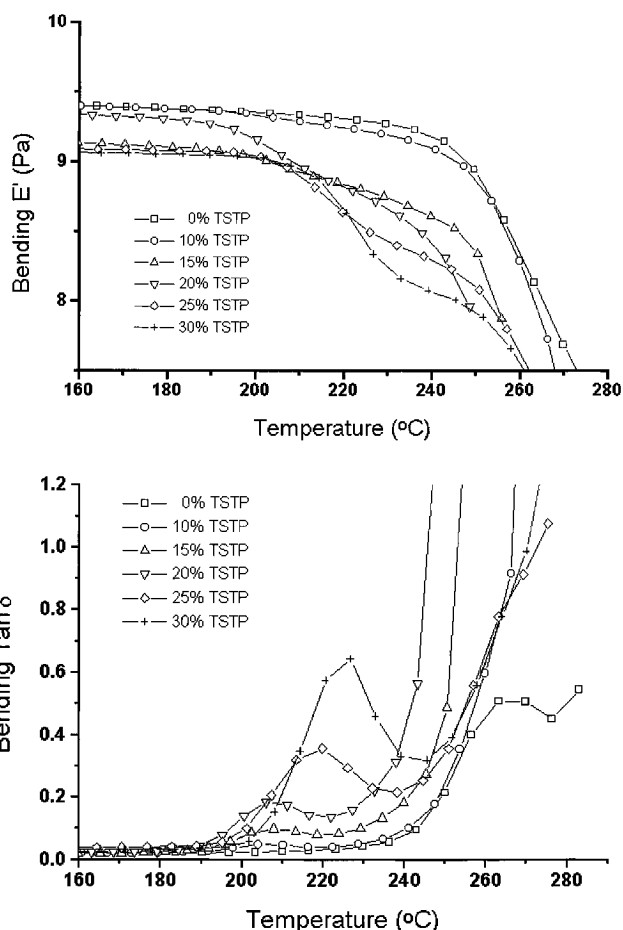 10
9
8
Bending E' (Pa)
0% TSTP
10% TSTP
15% TSTP
20% TSTP
25% TSTP
30% TSTP
160 180 200 220 240 260 280
Temperature (ºC)
1.2
1.0
0.8
0.6
0.4
0.2
0.0
Bending
0% TSTP
10% TSTP
15% TSTP
20% TSTP
25% TSTP
30% TSTP
160 180 200 220 240 260 280
Temperature (ºC)